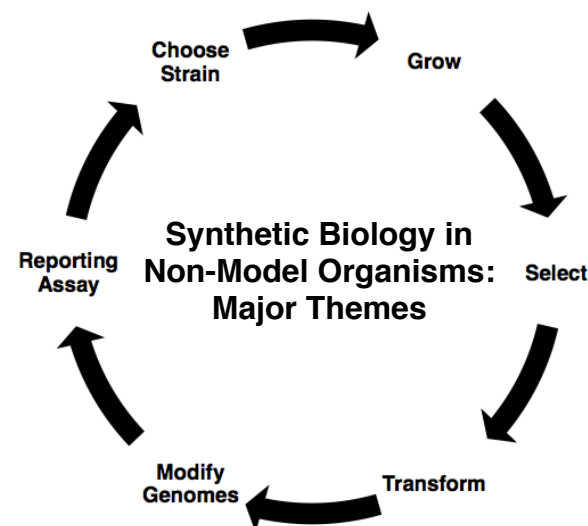 Choose
Strain
Grow
Synthetic Biology in
Non-Model Organisms:
Major Themes
Reporting
Assay
Select
Modify
Genomes
Transform